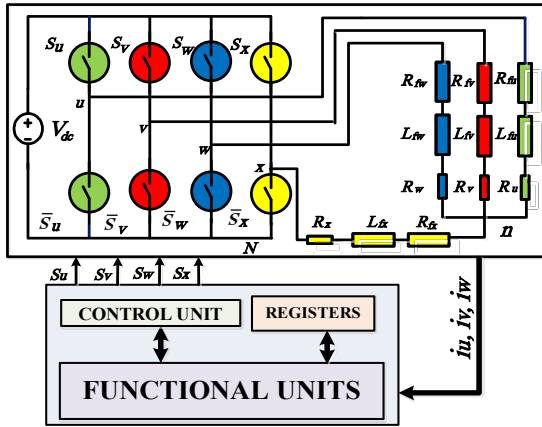 Su Sv Sw Sx
u
v
w
x
Vdc
S̅u S̅v S̅w S̅x
N
Rfw Rfv Rfu
Lfw Lfv Lfu
Rw Rv Ru
Rx Lfx Rfx
n
Su Sv Sw Sx
iu, iv, iw
CONTROL UNIT
REGISTERS
FUNCTIONAL UNITS